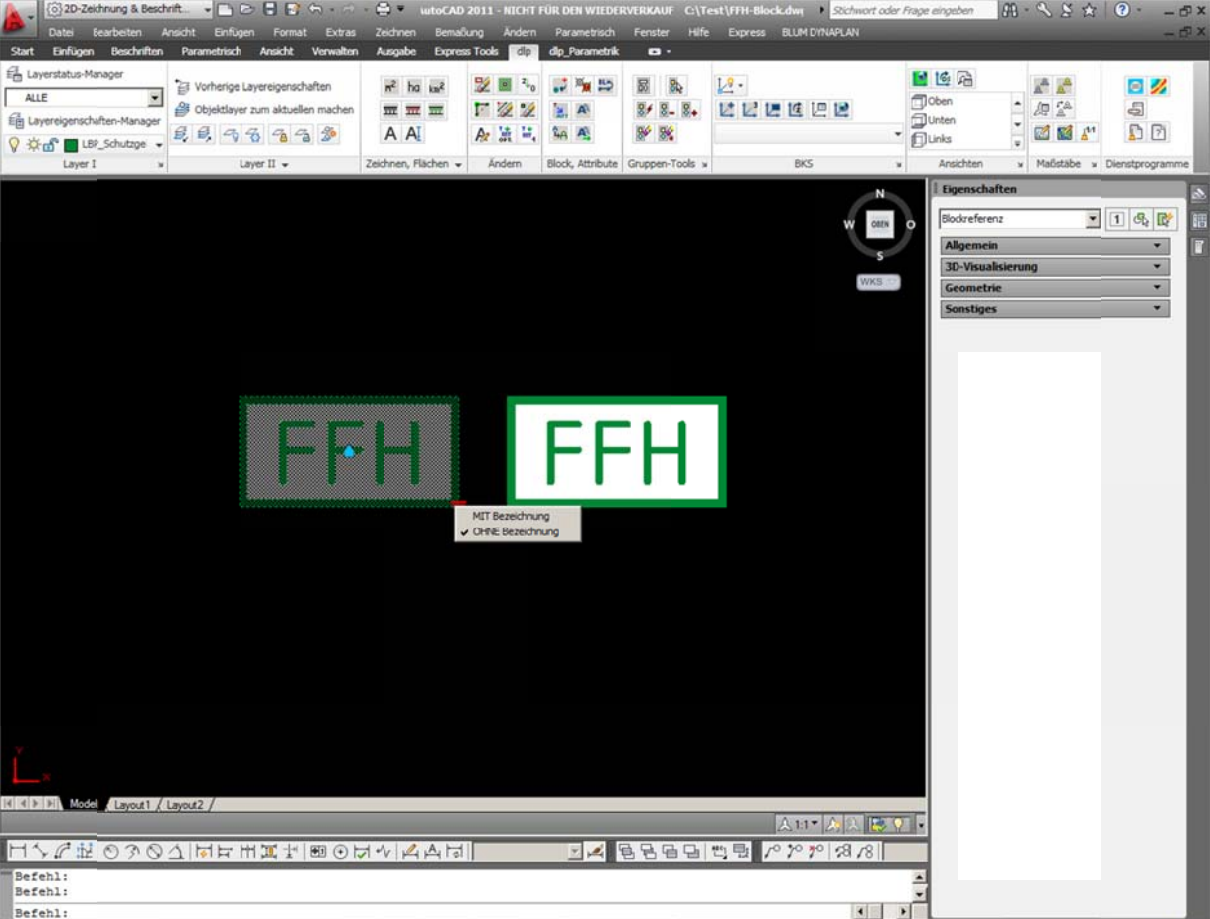 2D-Zeichnung & Beschrift...
utoCAD 2011 - NICHT FÜR DEN WIEDERVERKAUF C:\Test\FFH-Block.dwg
Stichwort oder Frage eingeben
Datei Bearbeiten Ansicht Einfügen Format Extras Zeichnen Bemaßung Ändern Parametrisch Fenster Hilfe Express BLUM DYNAPLAN
Start Einfügen Beschriften Parametrisch Ansicht Verwalten Ausgabe Express Tools dlp dlp_Parametrik
Layerstatus-Manager
ALLE
Layereigenschaften-Manager
LBP_Schutzge
Layer I
Vorherige Layereigenschaften
Objektlayer zum aktuellen machen
Layer II
m² ha km²
A AI
Zeichnen, Flächen
Ändern
Block, Attribute
Gruppen-Tools
BKS
Oben
Unten
Links
Ansichten
Maßstäbe
Dienstprogramme
N
W OBEN O
S
WKS
FFH FFH
MIT Bezeichnung
OHNE Bezeichnung
Y
X
Eigenschaften
Blockreferenz
Allgemein
3D-Visualisierung
Geometrie
Sonstiges
Model Layout1 Layout2
1:1
Befehl:
Befehl:
Befehl: